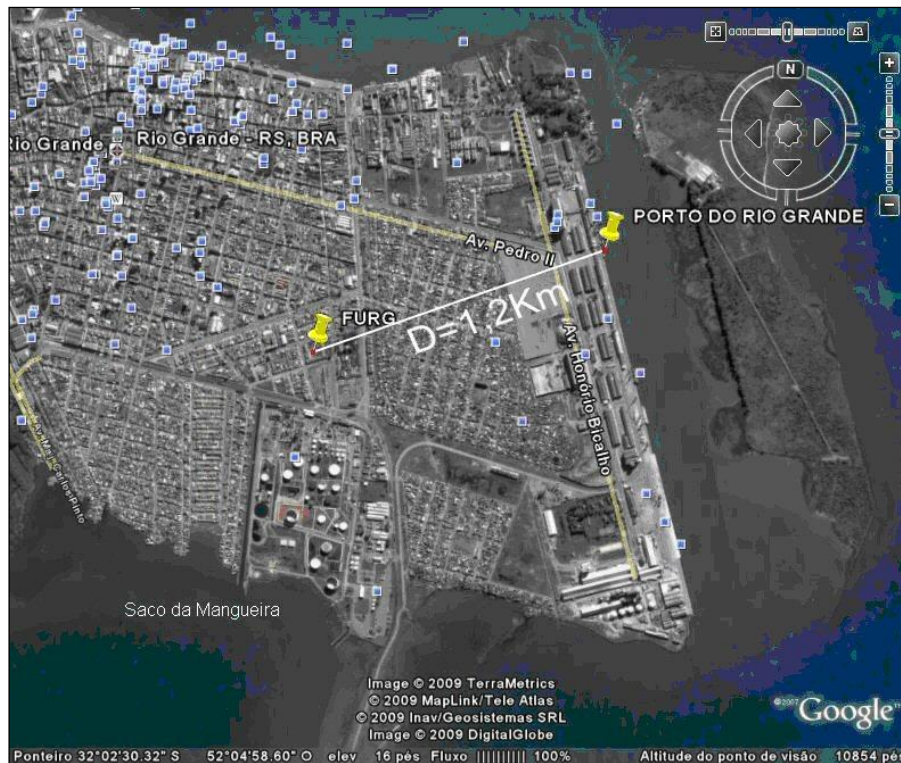 N
Rio Grande
Rio Grande - RS, BRA
W
PORTO DO RIO GRANDE
Av. Pedro II
FURG
D=1,2Km
Av. Honório Bicalho
Saco da Mangueira
Image © 2009 TerraMetrics
© 2009 MapLink/Tele Atlas
© 2009 Inav/Geosistemas SRL
Image © 2009 DigitalGlobe
©2007 Google™
Ponteiro 32°02'30.32" S 52°04'58.60" O elev 16 pés Fluxo |||||||||| 100% Altitude do ponto de visão 10854 pés